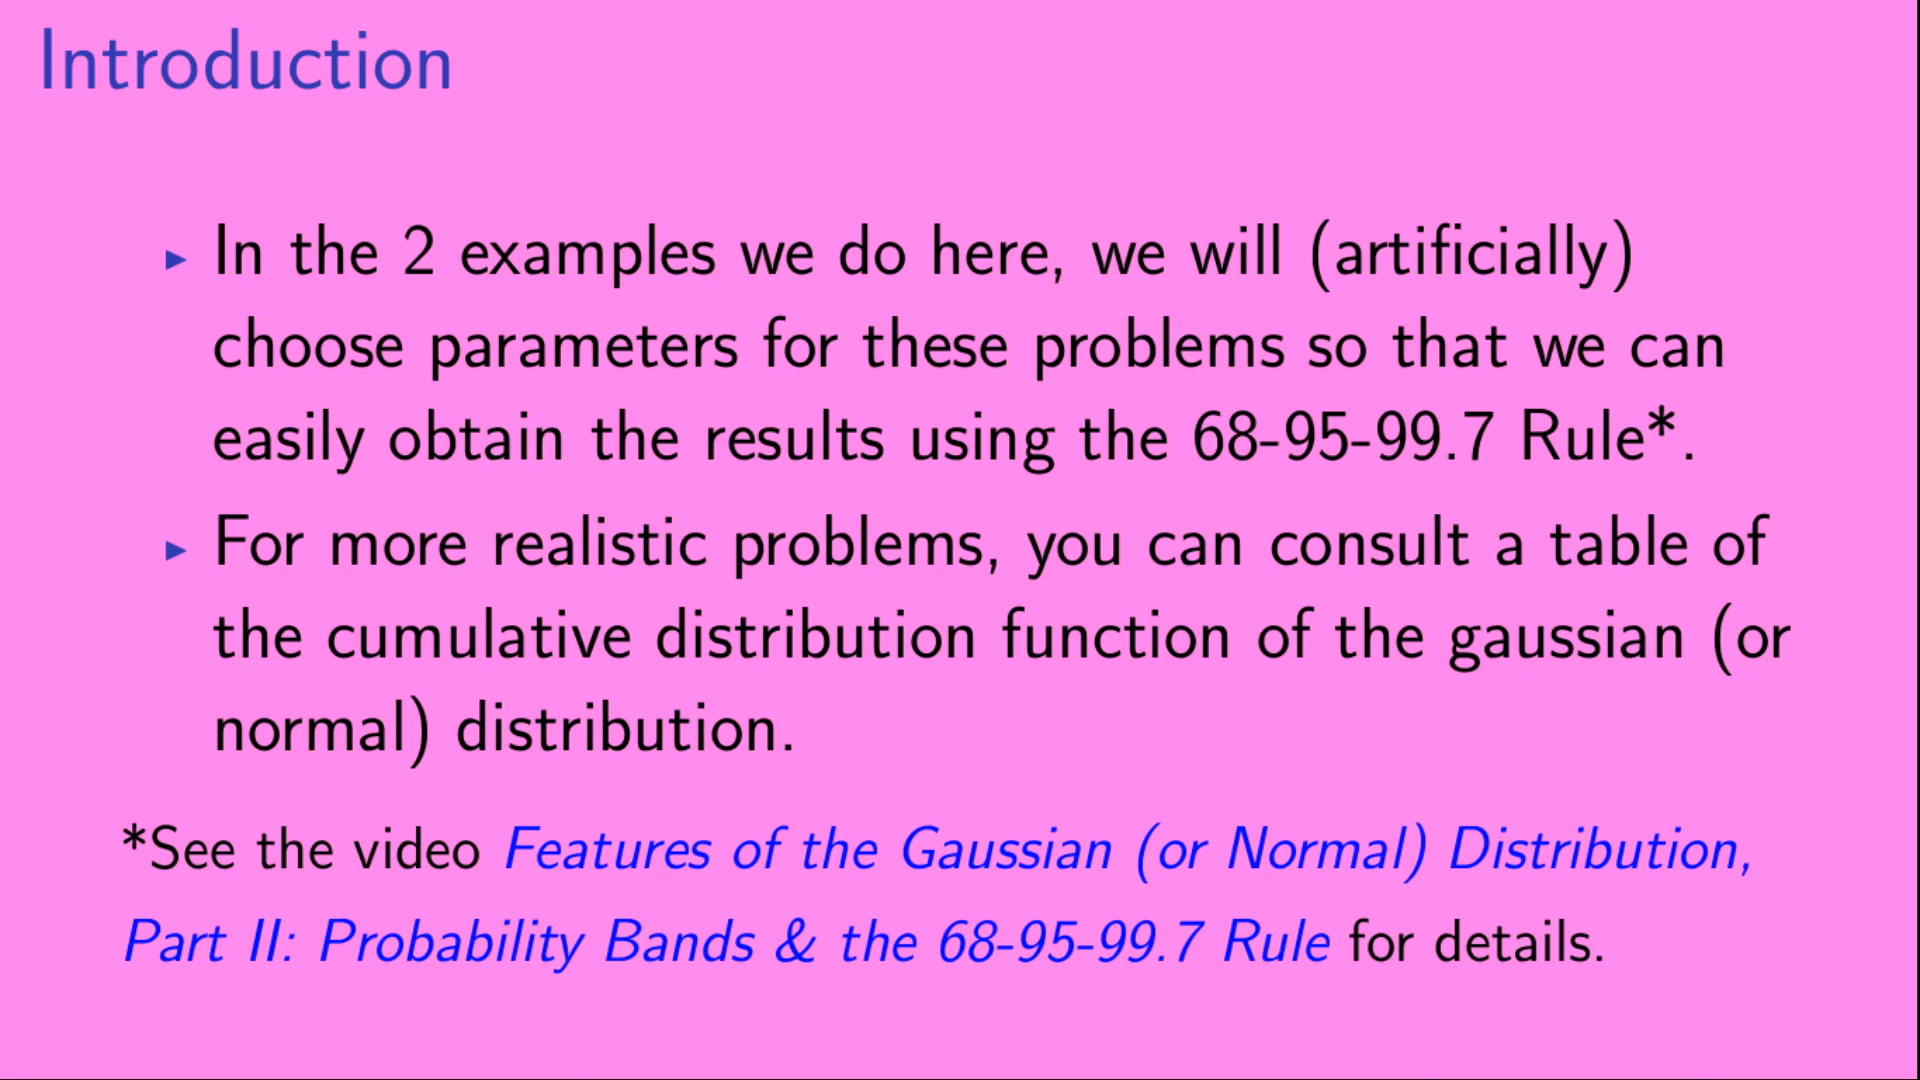 Introduction
▸ In the 2 examples we do here, we will (artificially)
choose parameters for these problems so that we can
easily obtain the results using the 68-95-99.7 Rule*.
▸ For more realistic problems, you can consult a table of
the cumulative distribution function of the gaussian (or
normal) distribution.
*See the video Features of the Gaussian (or Normal) Distribution,
Part II: Probability Bands & the 68-95-99.7 Rule for details.